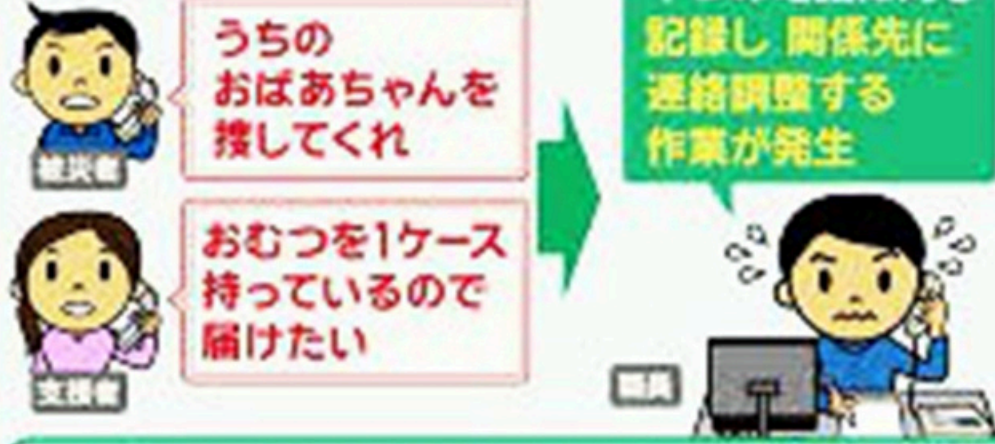 うちの
おばあちゃんを
捜してくれ
被災者
おむつを1ケース
持っているので
届けたい
支援者
記録し 関係先に
連絡調整する
作業が発生
職員